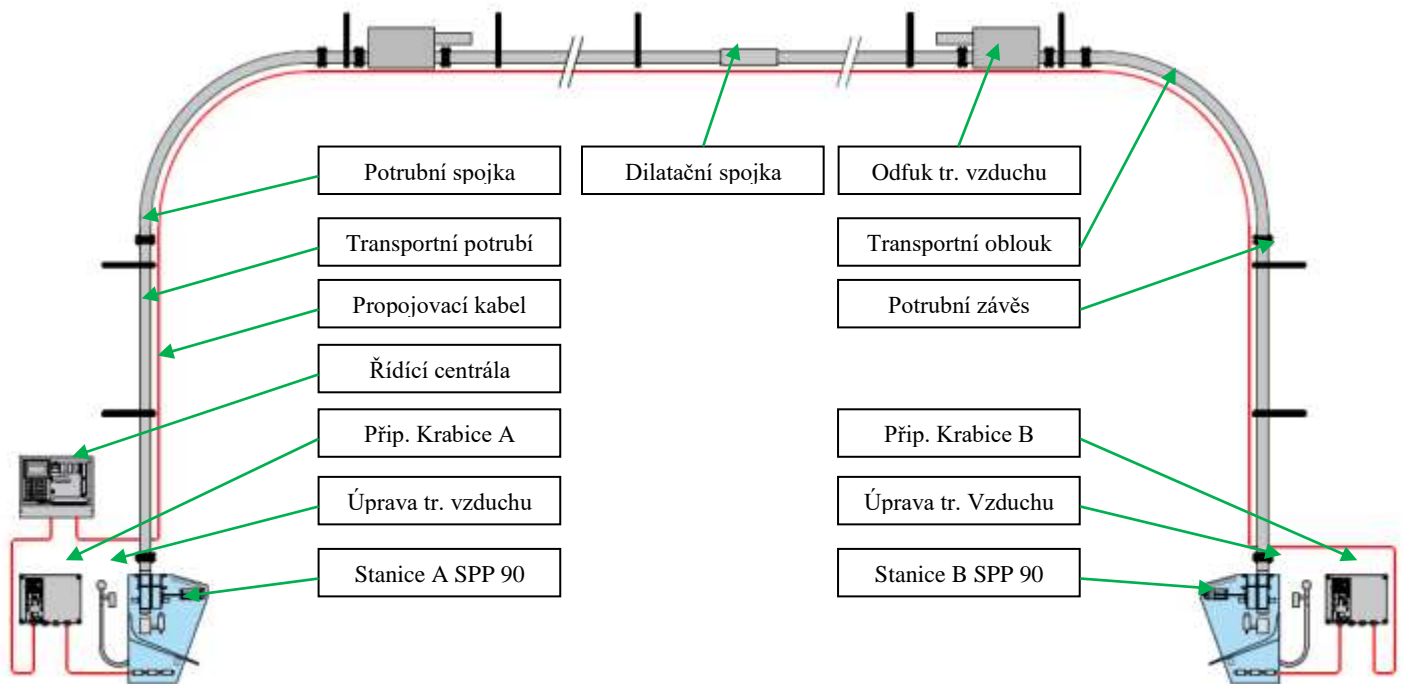 Potrubní spojka
Dilatační spojka
Odfuk tr. vzduchu
Transportní potrubí
Transportní oblouk
Propojovací kabel
Potrubní závěs
Řídící centrála
Přip. Krabice A
Přip. Krabice B
Úprava tr. vzduchu
Úprava tr. Vzduchu
Stanice A SPP 90
Stanice B SPP 90